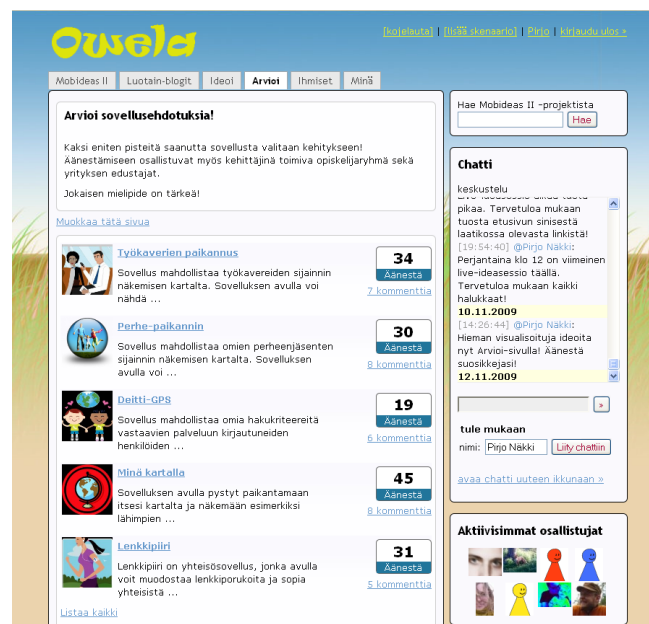 Owela
[kojelauta] | [lisää skenaario] | Pirjo | kirjaudu ulos »
Mobideas II
Luotain-blogit
Ideoi
Arvioi
Ihmiset
Minä
Arvioi sovellusehdotuksia!
Kaksi eniten pisteitä saanutta sovellusta valitaan kehitykseen!
Äänestämiseen osallistuvat myös kehittäjinä toimiva opiskelijaryhmä sekä
yrityksen edustajat.
Jokaisen mielipide on tärkeä!
Muokkaa tätä sivua
Työkaverien paikannus
Sovellus mahdollistaa työkavereiden sijainnin
näkemisen kartalta. Sovelluksen avulla voi
nähdä ...
34
Äänestä
7 kommenttia
Perhe-paikannin
Sovellus mahdollistaa omien perheenjäsenten
sijainnin näkemisen kartalta. Sovelluksen
avulla voi ...
30
Äänestä
8 kommenttia
Deitti-GPS
Sovellus mahdollistaa omia hakukriteereitä
vastaavien palveluun kirjautuneiden
henkilöiden ...
19
Äänestä
6 kommenttia
Minä kartalla
Sovelluksen avulla pystyt paikantamaan
itsesi kartalta ja näkemään esimerkiksi
lähimpien ...
45
Äänestä
8 kommenttia
Lenkkipiiri
Lenkkipiiri on yhteisösovellus, jonka avulla
voit muodostaa lenkkiporukoita ja sopia
yhteisistä ...
31
Äänestä
5 kommenttia
Listaa kaikki
Hae Mobideas II -projektista
Hae
Chatti
keskustelu
pikaa. Tervetuloa mukaan
tuosta etusivun sinisestä
laatikossa olevasta linkistä!
[19:54:40] @Pirjo Näkki:
Perjantaina klo 12 on viimeinen
live-ideasessio täällä.
Tervetuloa mukaan kaikki
halukkaat!
10.11.2009
[14:26:44] @Pirjo Näkki:
Hieman visualisoituja ideoita
nyt Arvioi-sivulla! Äänestä
suosikkejasi!
12.11.2009
»
tule mukaan
nimi: Pirjo Näkki Liity chattiin
avaa chatti uuteen ikkunaan »
Aktiivisimmat osallistujat